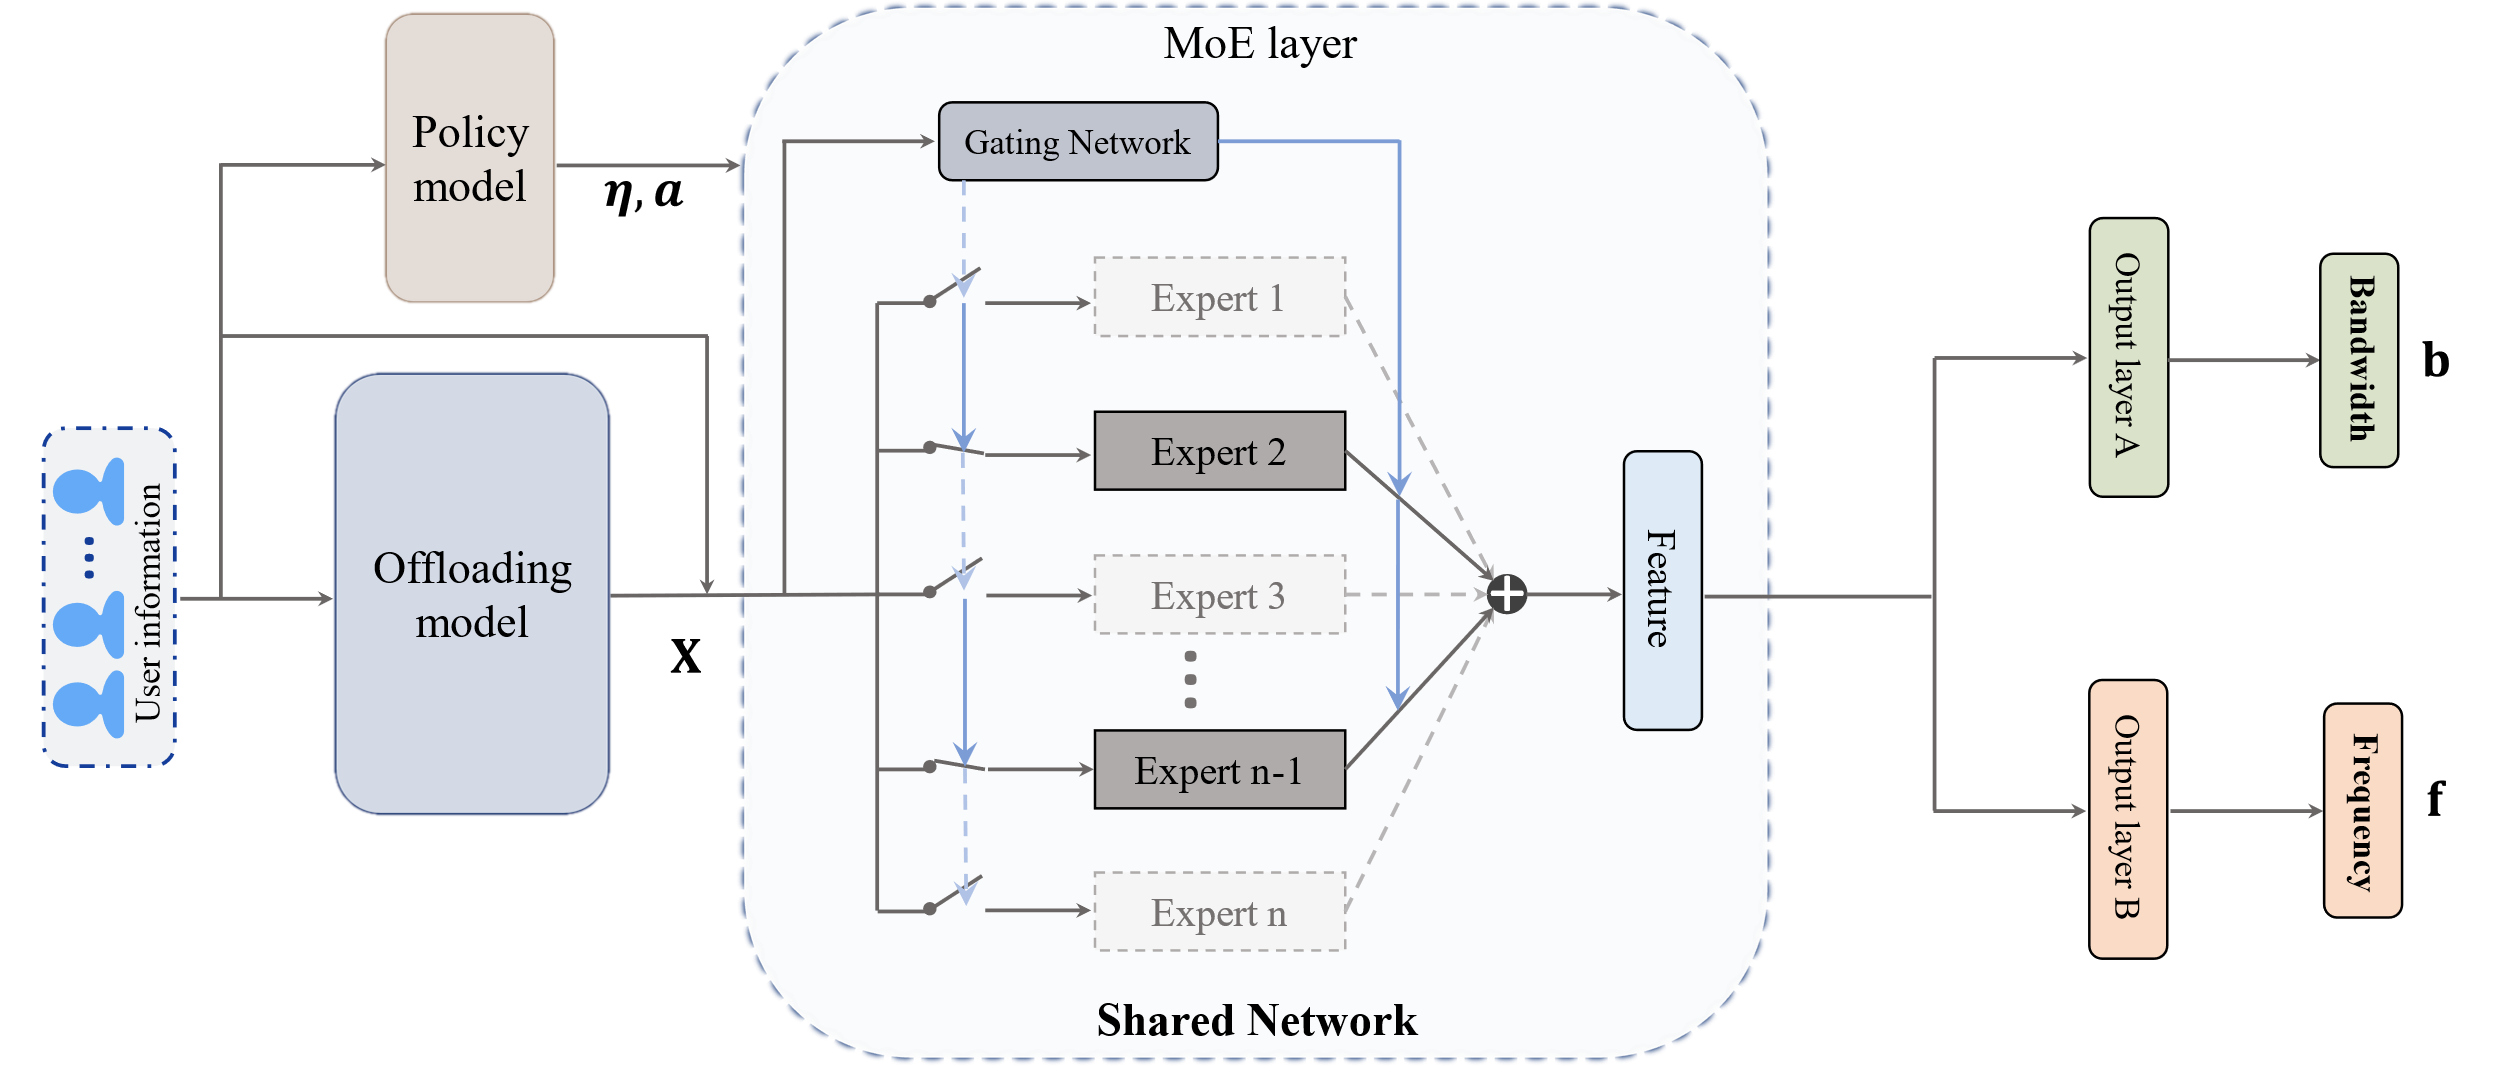 MoE layer
Policy
model
η, a
Gating Network
Expert 1
Expert 2
Expert 3
Expert n-1
Expert n
User information
Offloading
model
x
Feature
Output layer A
Bandwidth
b
Output layer B
Frequency
f
Shared Network